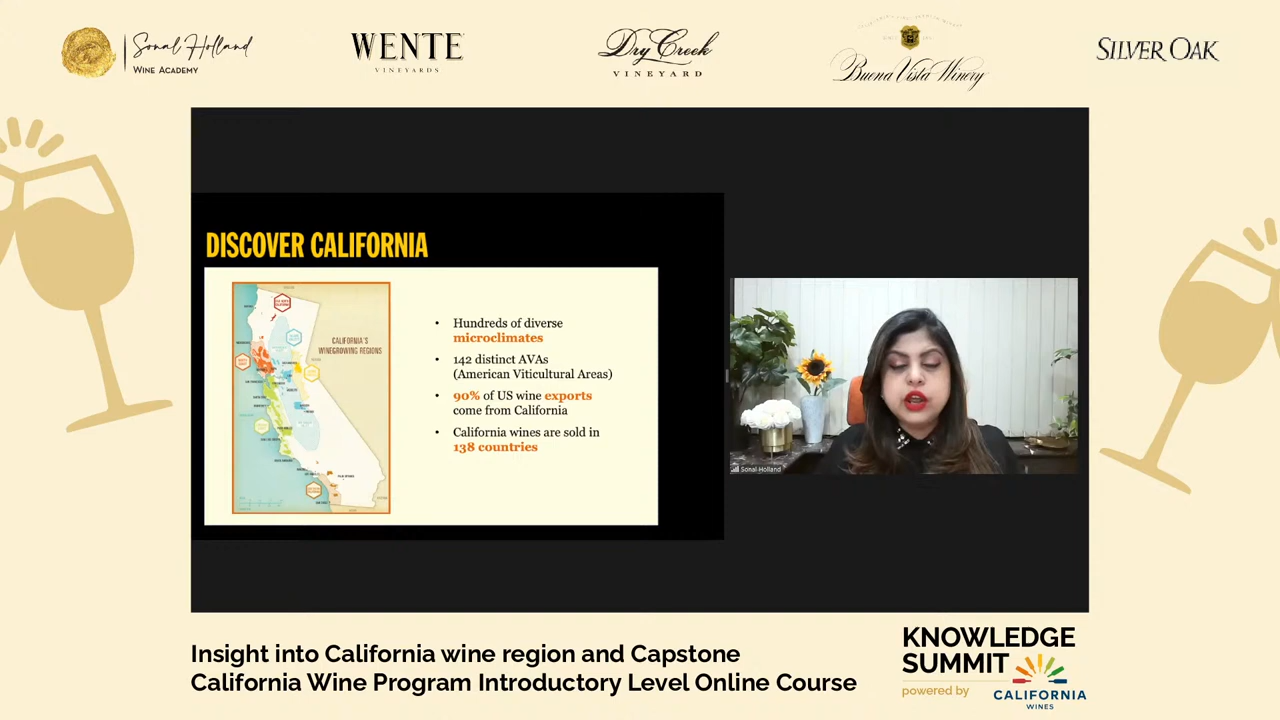 Sonal Holland
WINE ACADEMY
WENTE
VINEYARDS
Dry Creek
VINEYARD
Buena Vista Winery
SILVER OAK
DISCOVER CALIFORNIA
CALIFORNIA'S
WINEGROWING REGIONS
• Hundreds of diverse
microclimates
• 142 distinct AVAs
(American Viticultural Areas)
• 90% of US wine exports
come from California
• California wines are sold in
138 countries
Sonal Holland
Insight into California wine region and Capstone
California Wine Program Introductory Level Online Course
KNOWLEDGE
SUMMIT
powered by
CALIFORNIA
WINES